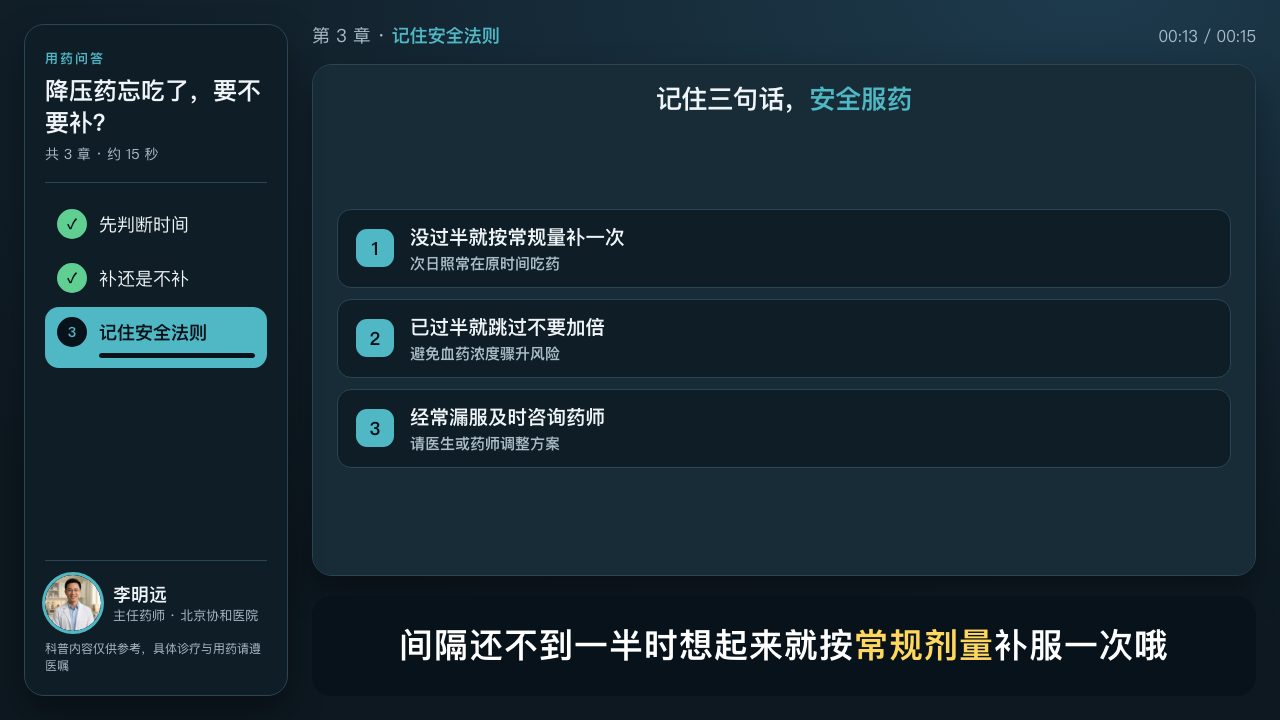 用药问答
降压药忘吃了，要不
要补?
共 3 章 · 约 15 秒
✓ 先判断时间
✓ 补还是不补
3 记住安全法则
李明远
主任药师 · 北京协和医院
科普内容仅供参考，具体诊疗与用药请遵
医嘱
第 3 章 · 记住安全法则
00:13 / 00:15
记住三句话，安全服药
1 没过半就按常规量补一次
次日照常在原时间吃药
2 已过半就跳过不要加倍
避免血药浓度骤升风险
3 经常漏服及时咨询药师
请医生或药师调整方案
间隔还不到一半时想起来就按常规剂量补服一次哦